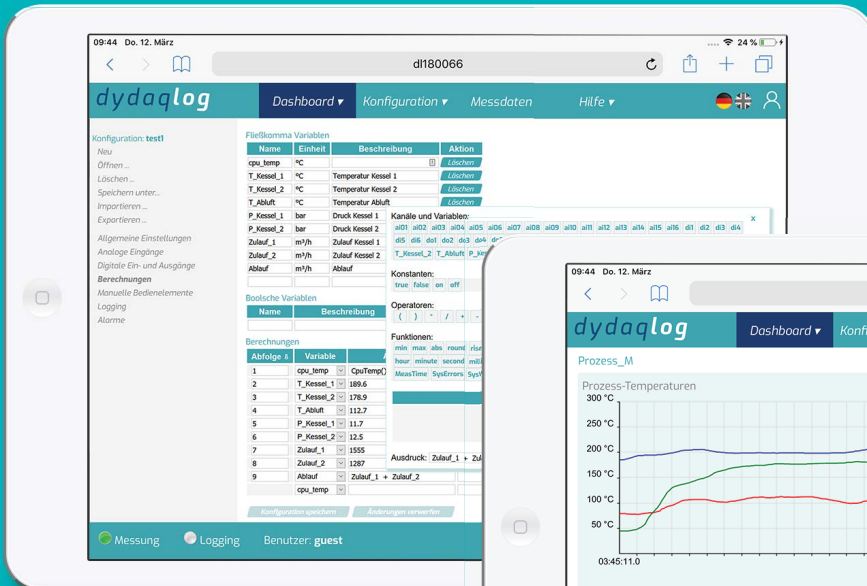 09:44 Do. 12. März
24 %
dl180066
dydaqlog
Dashboard ▾ Konfiguration ▾ Messdaten Hilfe ▾
Konfiguration: test1
Neu
Öffnen ...
Löschen ...
Speichern unter...
Importieren ...
Exportieren ...
Allgemeine Einstellungen
Analoge Eingänge
Digitale Ein- und Ausgänge
Berechnungen
Manuelle Bedienelemente
Logging
Alarme
Fließkomma Variablen
Name Einheit Beschreibung Aktion
cpu_temp °C Löschen
T_Kessel_1 °C Temperatur Kessel 1 Löschen
T_Kessel_2 °C Temperatur Kessel 2 Löschen
T_Abluft °C Temperatur Abluft Löschen
P_Kessel_1 bar Druck Kessel 1
P_Kessel_2 bar Druck Kessel 2
Zulauf_1 m³/h Zulauf Kessel 1
Zulauf_2 m³/h Zulauf Kessel 2
Ablauf m³/h Ablauf
Boolsche Variablen
Name Beschreibung
Berechnungen
Abfolge Variable
1 cpu_temp CpuTemp()
2 T_Kessel_1 189.6
3 T_Kessel_2 178.9
4 T_Abluft 112.7
5 P_Kessel_1 11.7
6 P_Kessel_2 12.5
7 Zulauf_1 1555
8 Zulauf_2 1287
9 Ablauf Zulauf_1 + Zulauf_2
cpu_temp
Konfiguration speichern Änderungen verwerfen
Kanäle und Variablen: x
ai01 ai02 ai03 ai04 ai05 ai06 ai07 ai08 ai09 ai10 ai11 ai12 ai13 ai14 ai15 ai16 di1 di2 di3 di4
di5 di6 do1 do2 do3 do4
T_Kessel_2 T_Abluft
Konstanten:
true false on off
Operatoren:
( ) * / + -
Funktionen:
min max abs round
hour minute second
MeasTime SysErrors
Ausdruck: Zulauf_1 +
Messung Logging Benutzer: guest
09:44 Do. 12. März
dydaqlog
Dashboard ▾
Prozess_M
Prozess-Temperaturen
300 °C
250 °C
200 °C
150 °C
100 °C
50 °C
03:45:11.0